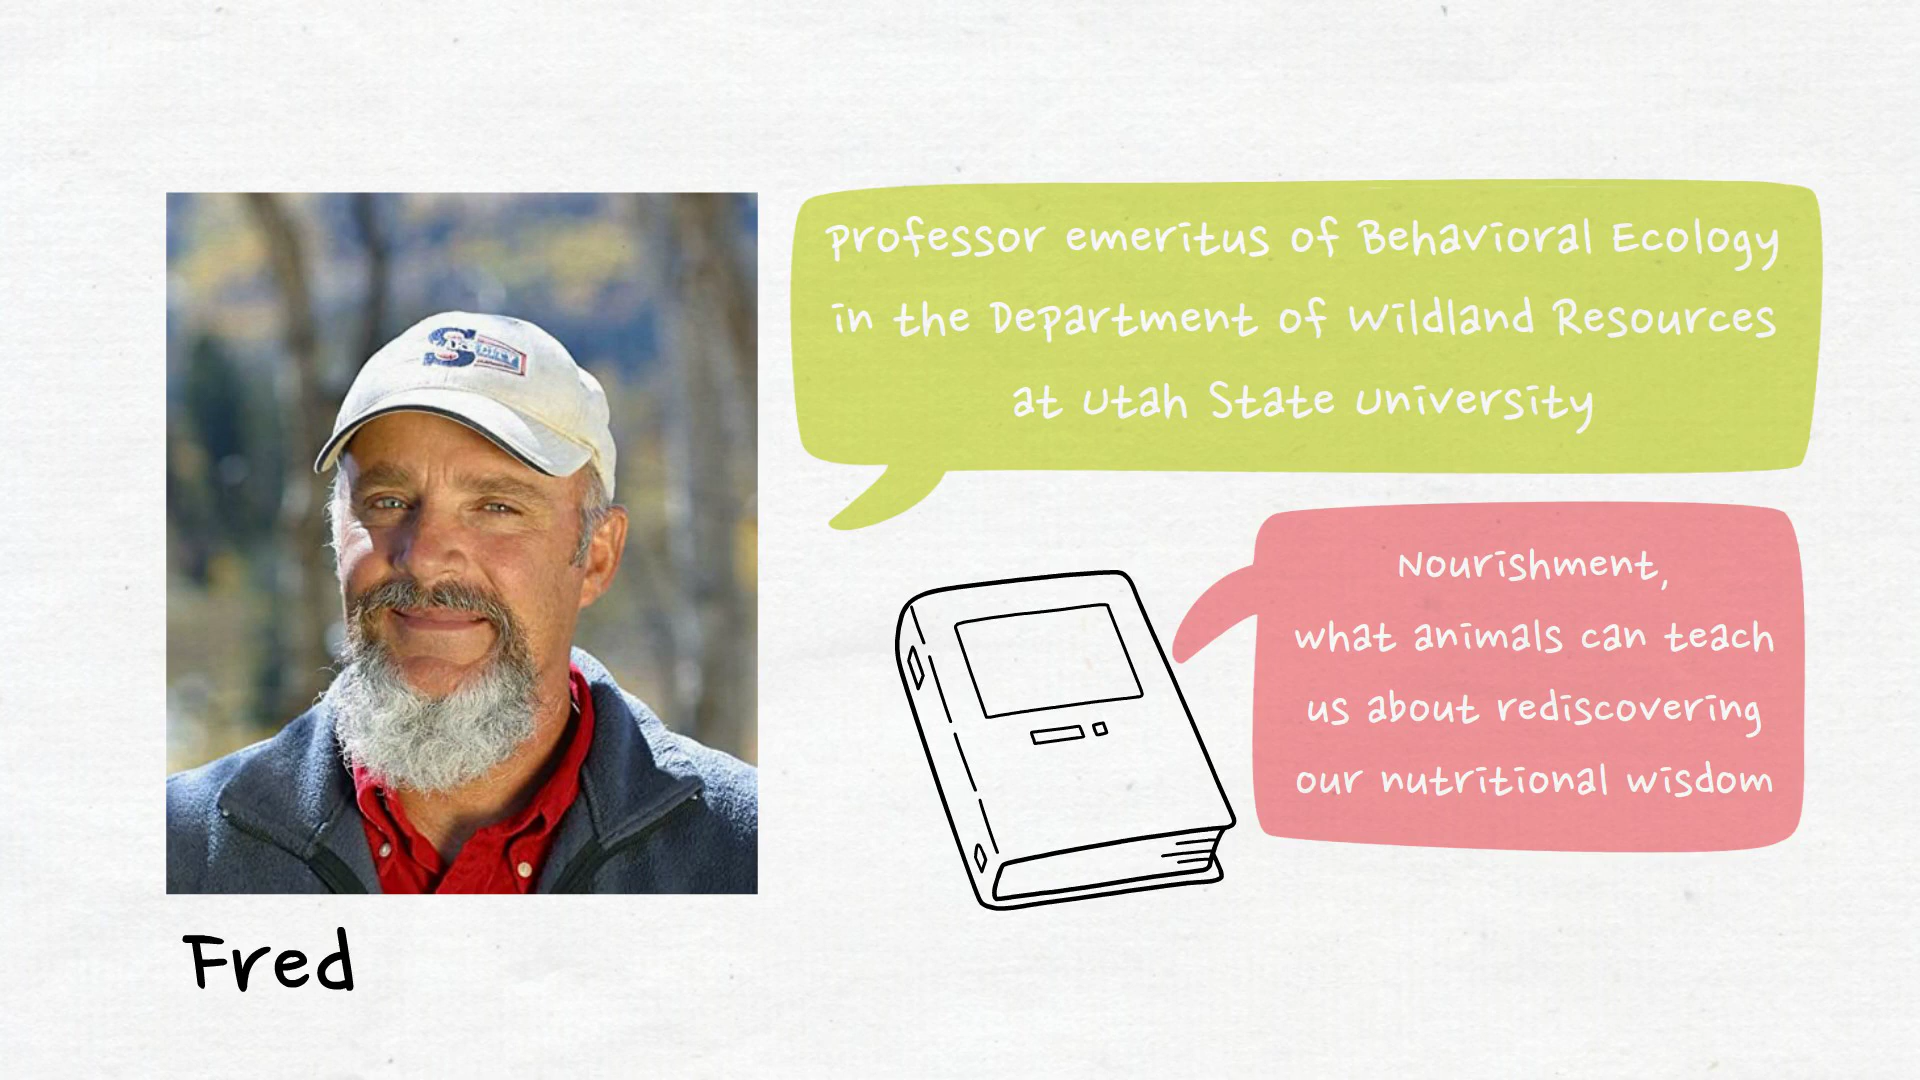 Professor emeritus of Behavioral Ecology
in the Department of Wildland Resources
at Utah State University
Nourishment,
what animals can teach
us about rediscovering
our nutritional wisdom
Fred